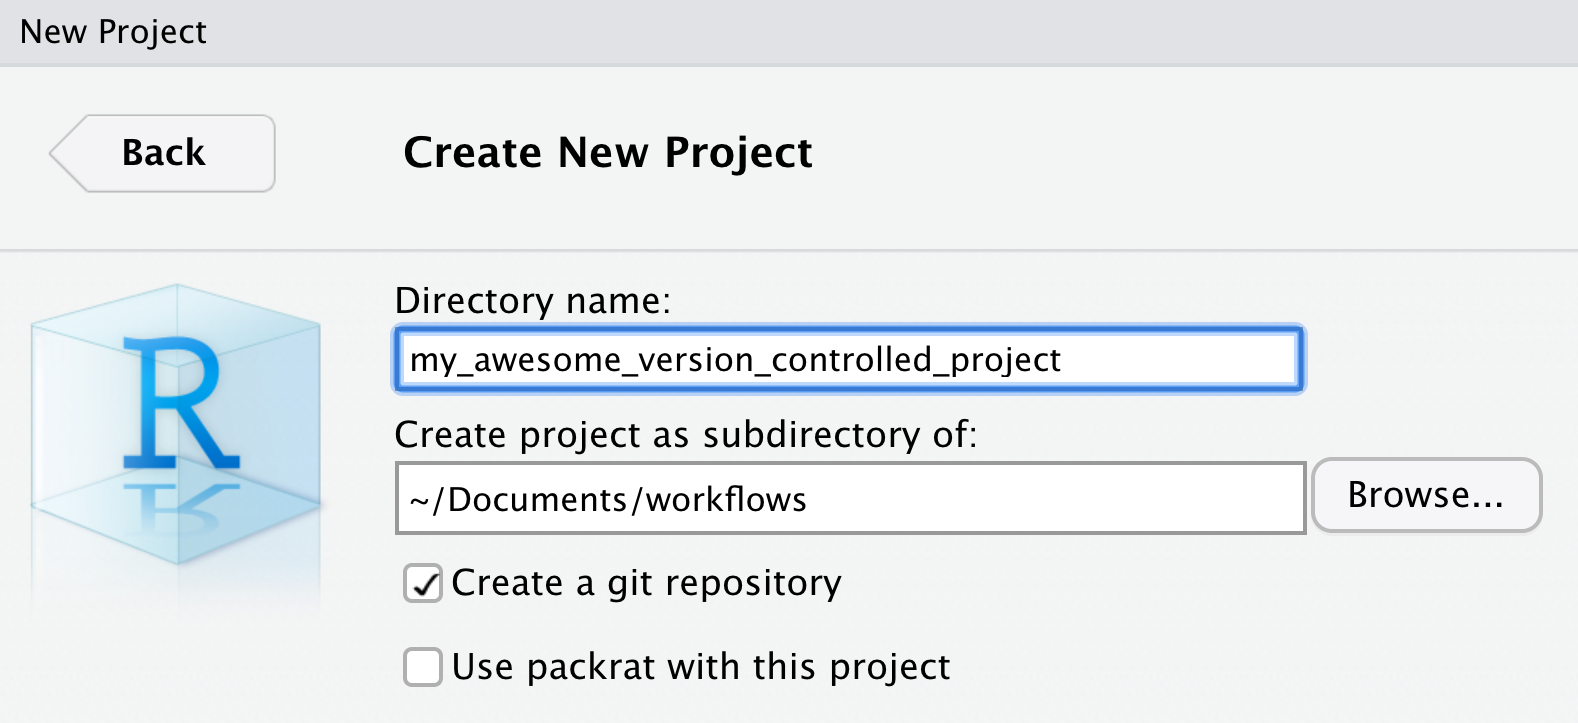 New Project
Back
Create New Project
R
Directory name:
my_awesome_version_controlled_project
Create project as subdirectory of:
~/Documents/workflows
Browse...
Create a git repository
Use packrat with this project